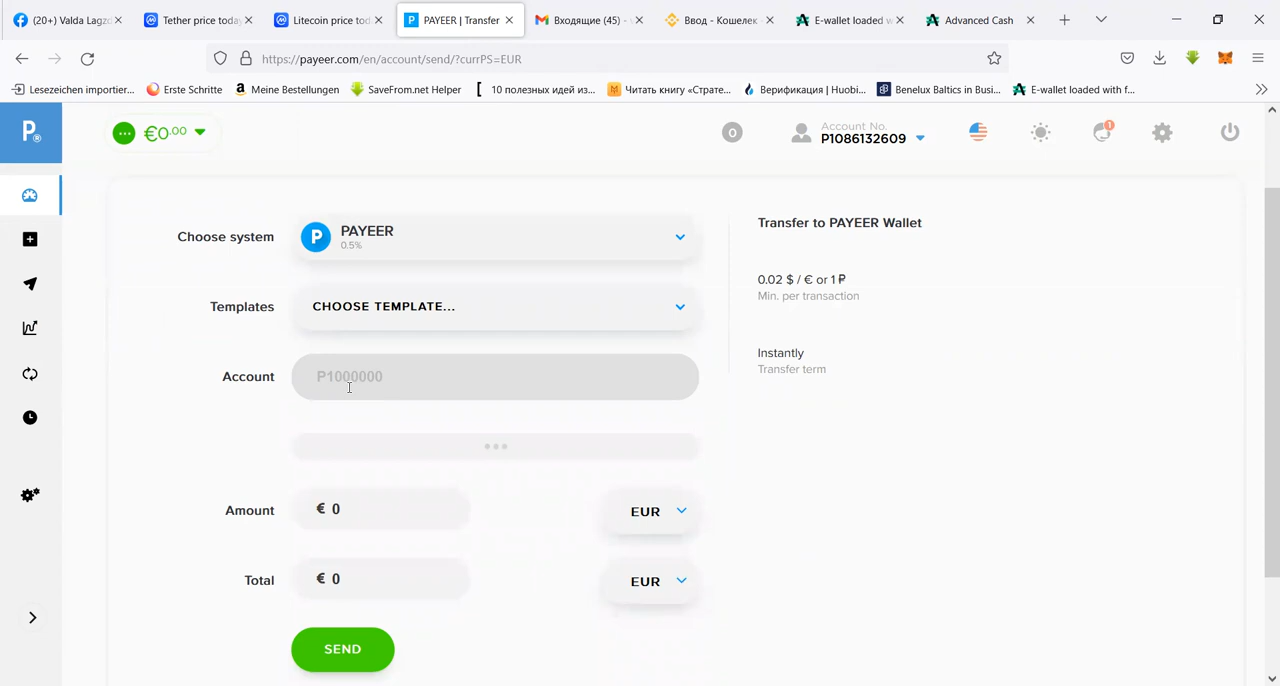 (20+) Valda Lagzd
Tether price today
Litecoin price tod
PAYEER | Transfer
Входящие (45) -
Ввод - Кошелек
E-wallet loaded w
Advanced Cash
https://payeer.com/en/account/send/?currPS=EUR
Lesezeichen importier...
Erste Schritte
Meine Bestellungen
SaveFrom.net Helper
10 полезных идей из...
Читать книгу «Страте...
Верификация | Huobi...
Benelux Baltics in Busi...
E-wallet loaded with f...
P®
€0.00
0
Account No.
P1086132609
1
Choose system
PAYEER
0.5%
Templates
CHOOSE TEMPLATE...
Account
P1000000
Amount
€ 0
EUR
Total
€ 0
EUR
SEND
Transfer to PAYEER Wallet
0.02 $ / € or 1 ₽
Min. per transaction
Instantly
Transfer term